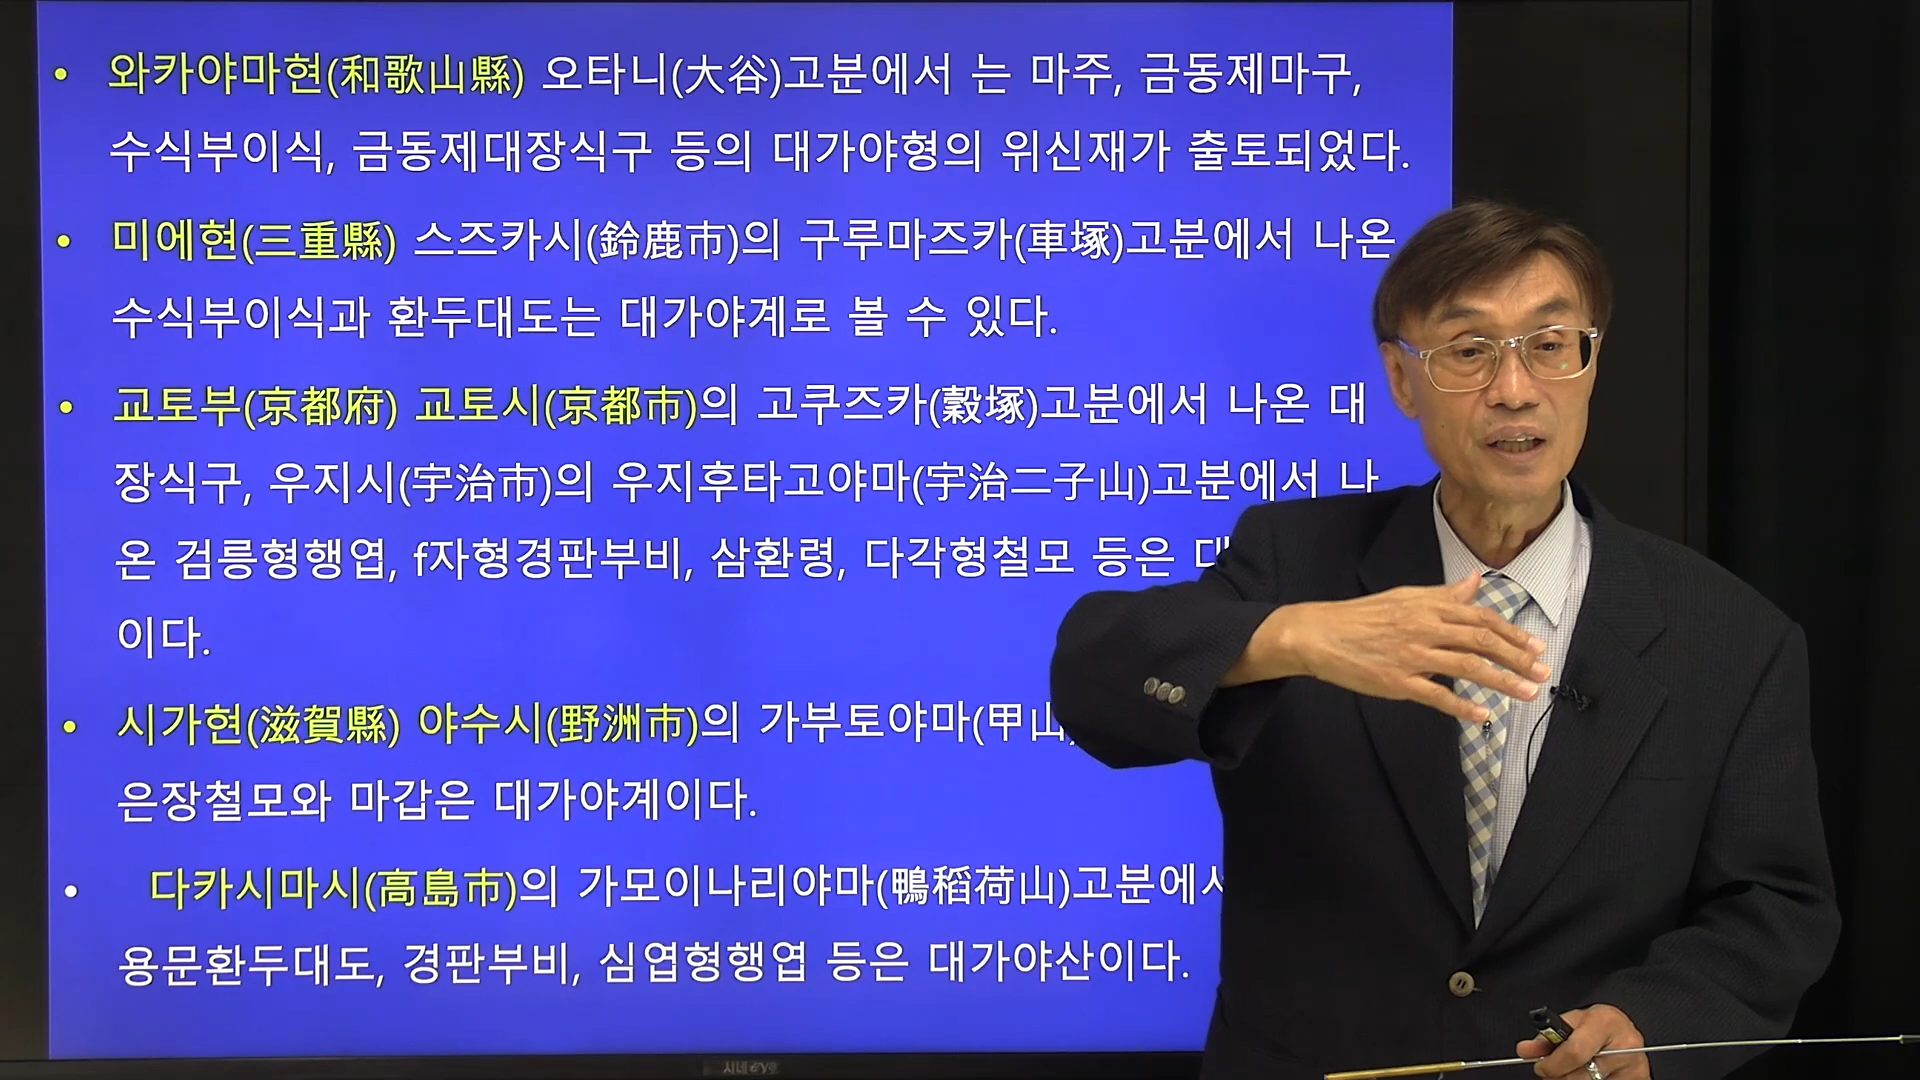 • 와카야마현(和歌山縣) 오타니(大谷)고분에서 는 마주, 금동제마구,
수식부이식, 금동제대장식구 등의 대가야형의 위신재가 출토되었다.
• 미에현(三重縣) 스즈카시(鈴鹿市)의 구루마즈카(車塚)고분에서 나온
수식부이식과 환두대도는 대가야계로 볼 수 있다.
• 교토부(京都府) 교토시(京都市)의 고쿠즈카(穀塚)고분에서 나온 대
장식구, 우지시(宇治市)의 우지후타고야마(宇治二子山)고분에서 나
온 검릉형행엽, f자형경판부비, 삼환령, 다각형철모 등은 대
이다.
• 시가현(滋賀縣) 야수시(野洲市)의 가부토야마(甲山)
은장철모와 마갑은 대가야계이다.
• 다카시마시(高島市)의 가모이나리야마(鴨稻荷山)고분에서
용문환두대도, 경판부비, 심엽형행엽 등은 대가야산이다.